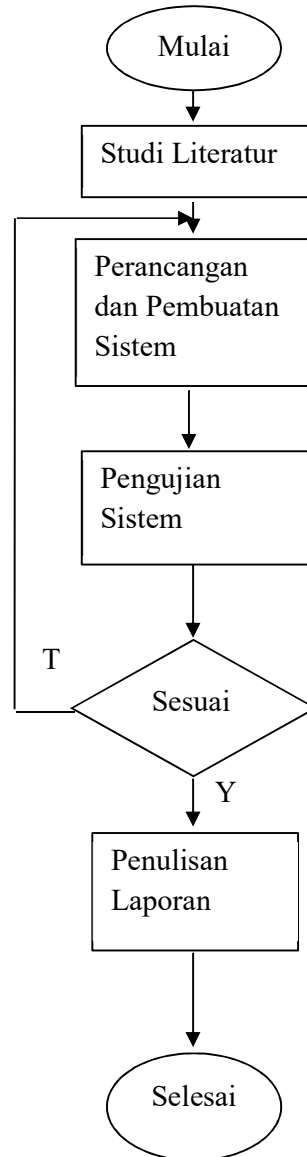 Mulai
Studi Literatur
Perancangan
dan Pembuatan
Sistem
Pengujian
Sistem
T
Sesuai
Y
Penulisan
Laporan
Selesai